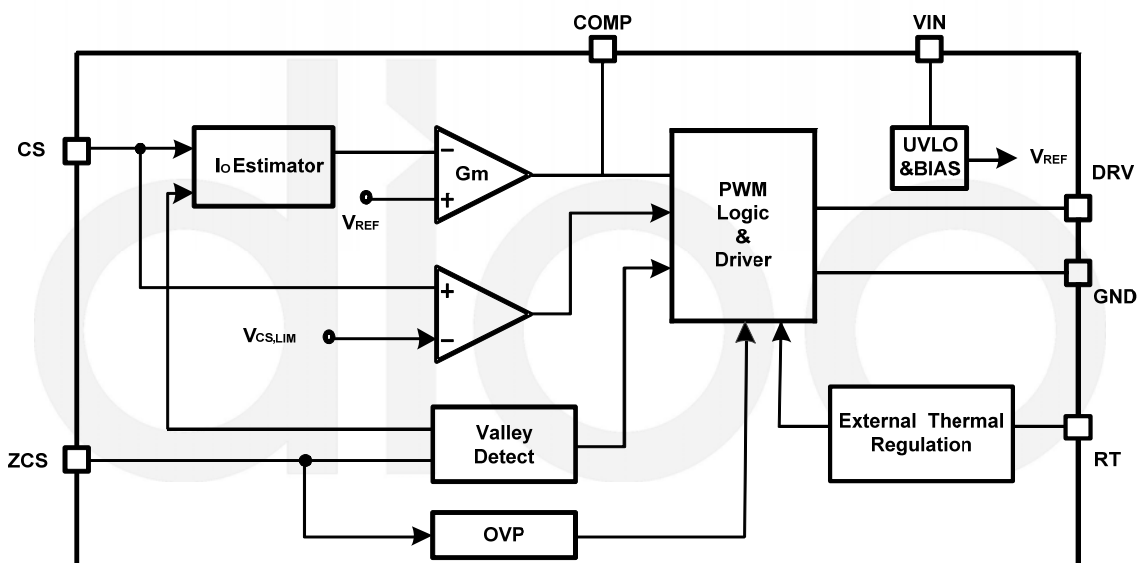 COMP
VIN
CS
IO Estimator
−
Gm
+
VREF
PWM
Logic
&
Driver
UVLO
&BIAS
VREF
DRV
GND
+
VCS,LIM
−
Valley
Detect
External Thermal
Regulation
ZCS
RT
OVP
dioo